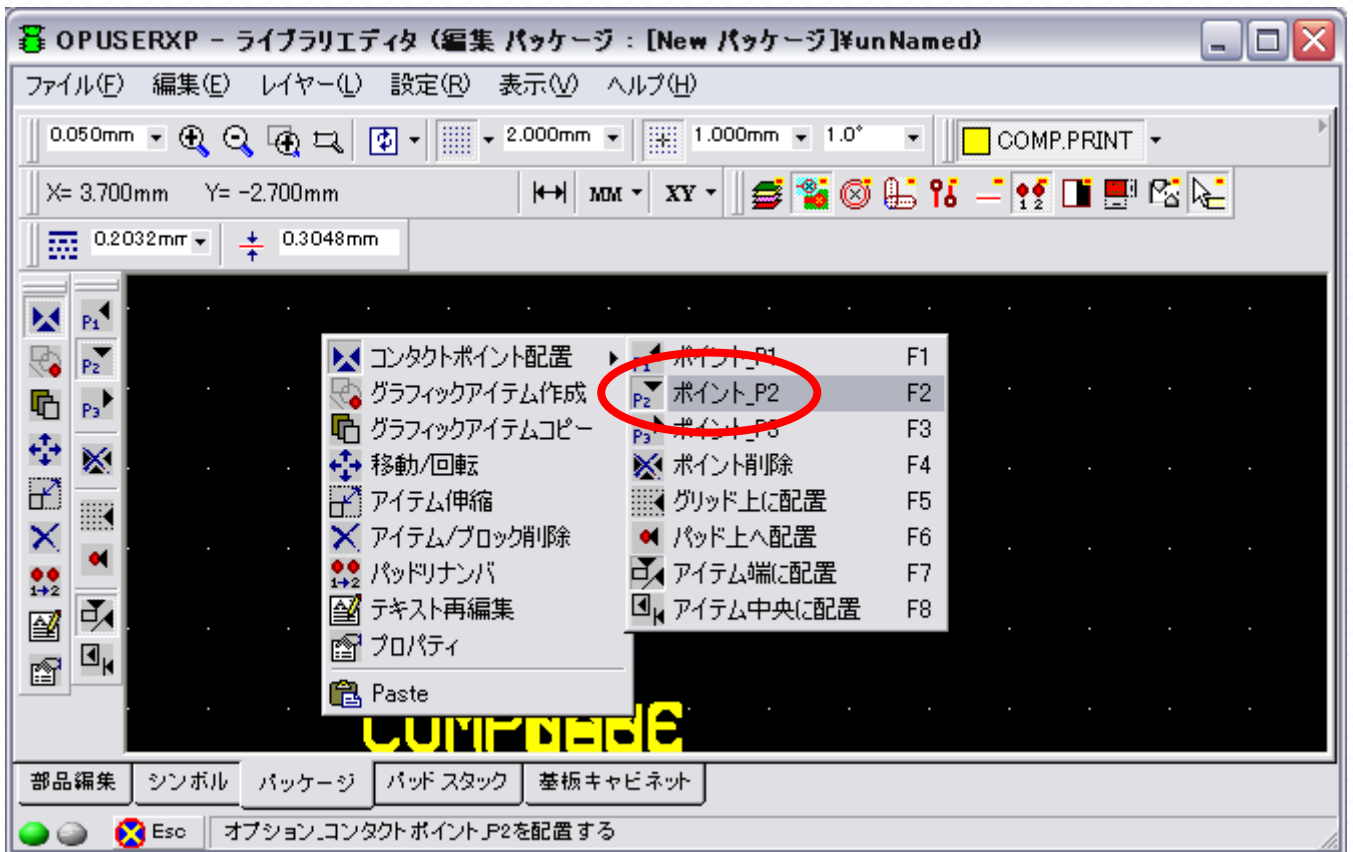 OPUSERXP - ライブラリエディタ (編集 パッケージ : [New パッケージ]¥unNamed)
ファイル(F) 編集(E) レイヤー(L) 設定(R) 表示(V) ヘルプ(H)
0.050mm 2.000mm 1.000mm 1.0° COMP.PRINT
X= 3.700mm Y= -2.700mm MM XY
0.2032mm 0.3048mm
P1
P2
P3
コンタクトポイント配置
グラフィックアイテム作成
グラフィックアイテムコピー
移動/回転
アイテム伸縮
アイテム/ブロック削除
パッドリナンバ
テキスト再編集
プロパティ
Paste
ポイント_P1 F1
ポイント_P2 F2
ポイント_P3 F3
ポイント削除 F4
グリッド上に配置 F5
パッド上へ配置 F6
アイテム端に配置 F7
アイテム中央に配置 F8
部品編集 シンボル パッケージ パッド スタック 基板キャビネット
Esc オプション_コンタクトポイント_P2を配置する